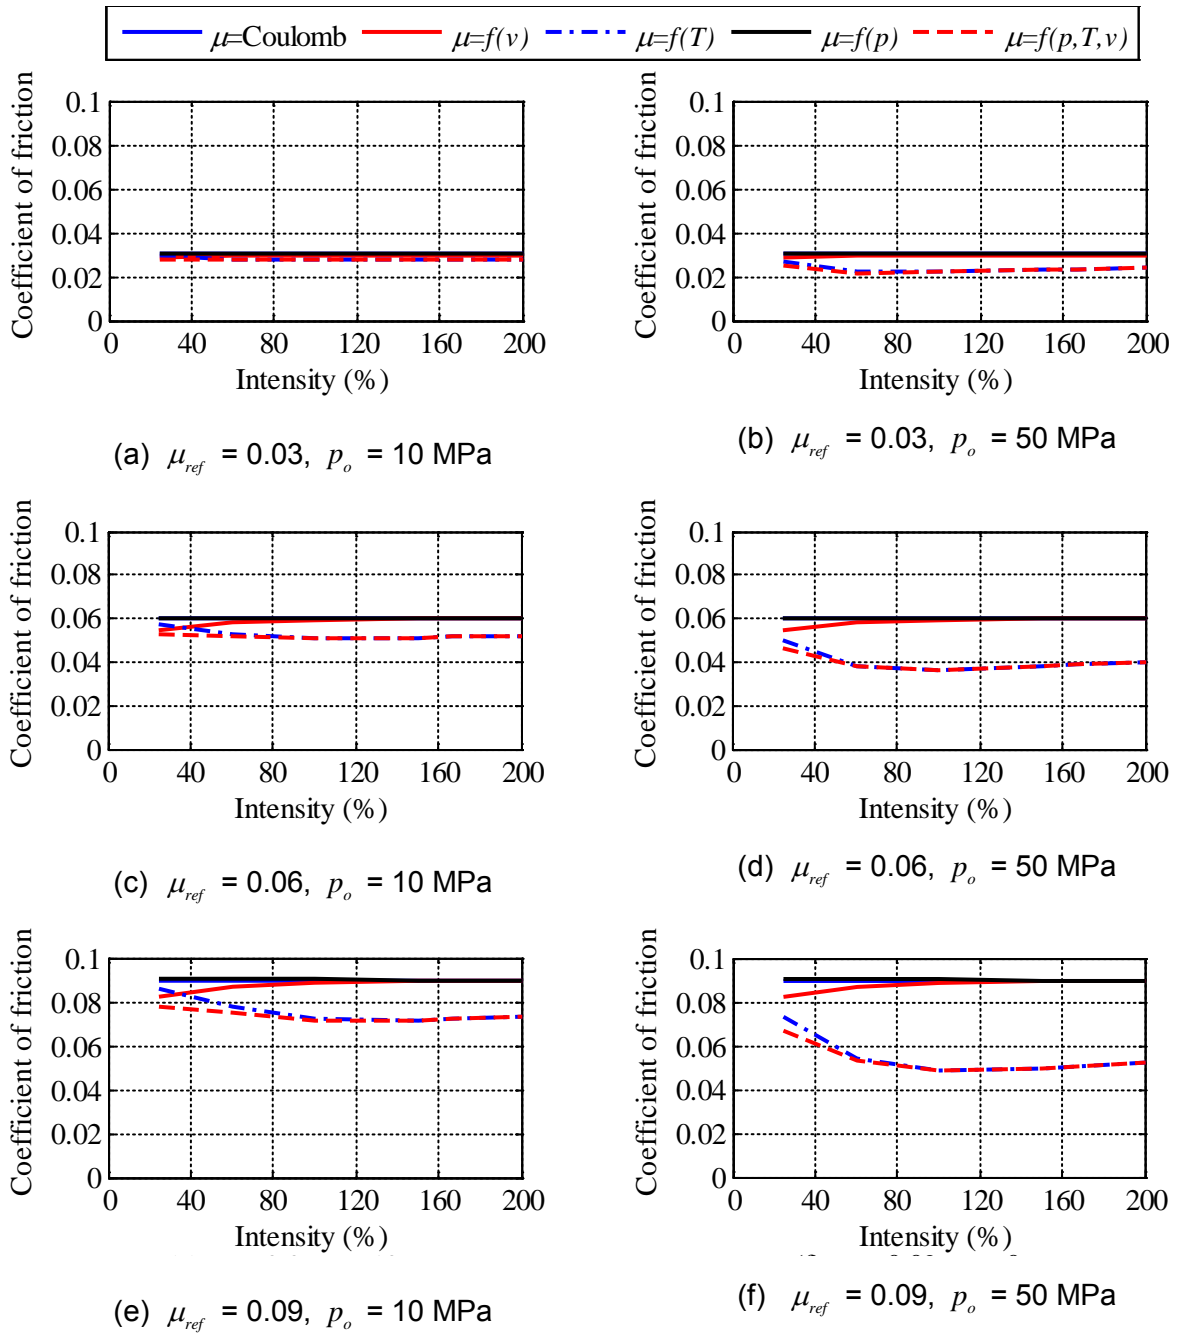 μ=Coulomb μ=f(v) μ=f(T) μ=f(p) μ=f(p,T,v)
Coefficient of friction
0.1
0.08
0.06
0.04
0.02
0
0 40 80 120 160 200
Intensity (%)
(a) μref = 0.03, po = 10 MPa
Coefficient of friction
0.1
0.08
0.06
0.04
0.02
0
0 40 80 120 160 200
Intensity (%)
(b) μref = 0.03, po = 50 MPa
Coefficient of friction
0.1
0.08
0.06
0.04
0.02
0
0 40 80 120 160 200
Intensity (%)
(c) μref = 0.06, po = 10 MPa
Coefficient of friction
0.1
0.08
0.06
0.04
0.02
0
0 40 80 120 160 200
Intensity (%)
(d) μref = 0.06, po = 50 MPa
Coefficient of friction
0.1
0.08
0.06
0.04
0.02
0
0 40 80 120 160 200
Intensity (%)
(e) μref = 0.09, po = 10 MPa
Coefficient of friction
0.1
0.08
0.06
0.04
0.02
0
0 40 80 120 160 200
Intensity (%)
(f) μref = 0.09, po = 50 MPa